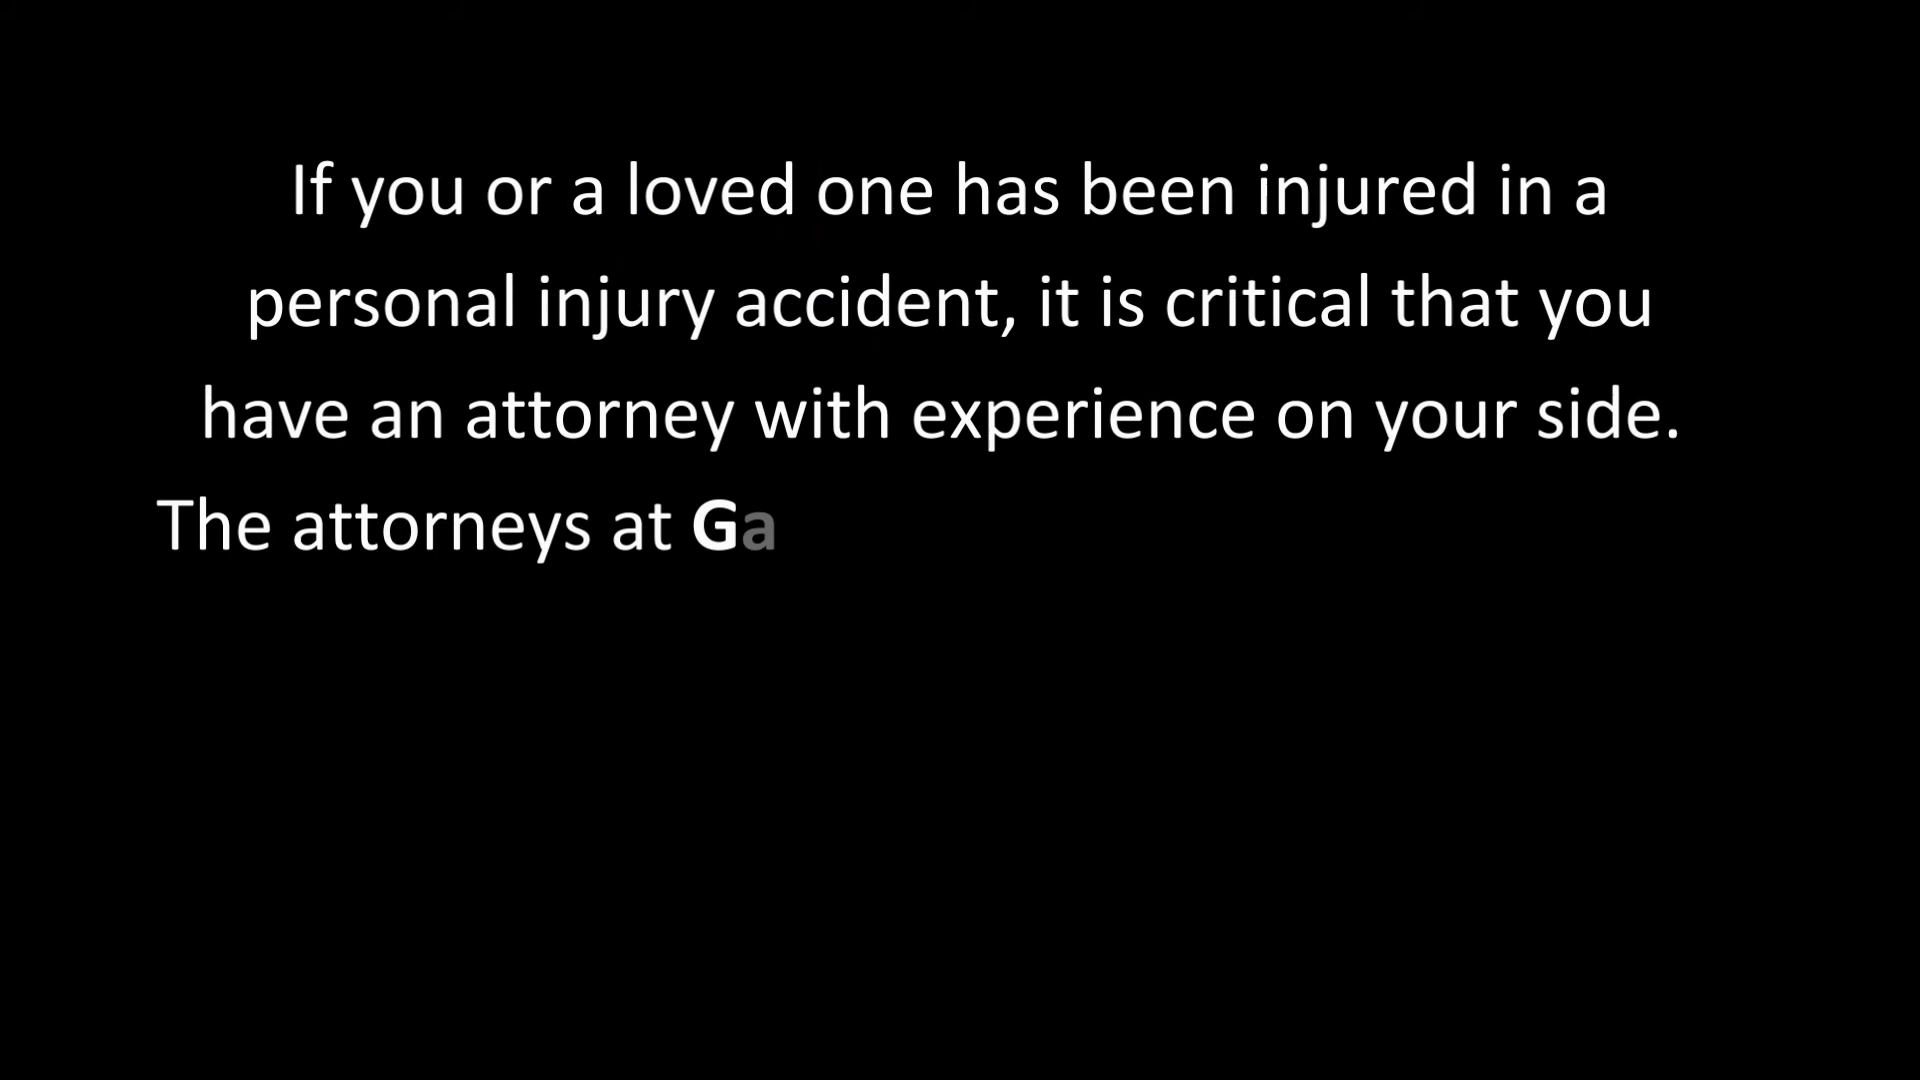 If you or a loved one has been injured in a
personal injury accident, it is critical that you
have an attorney with experience on your side.
The attorneys at Ga